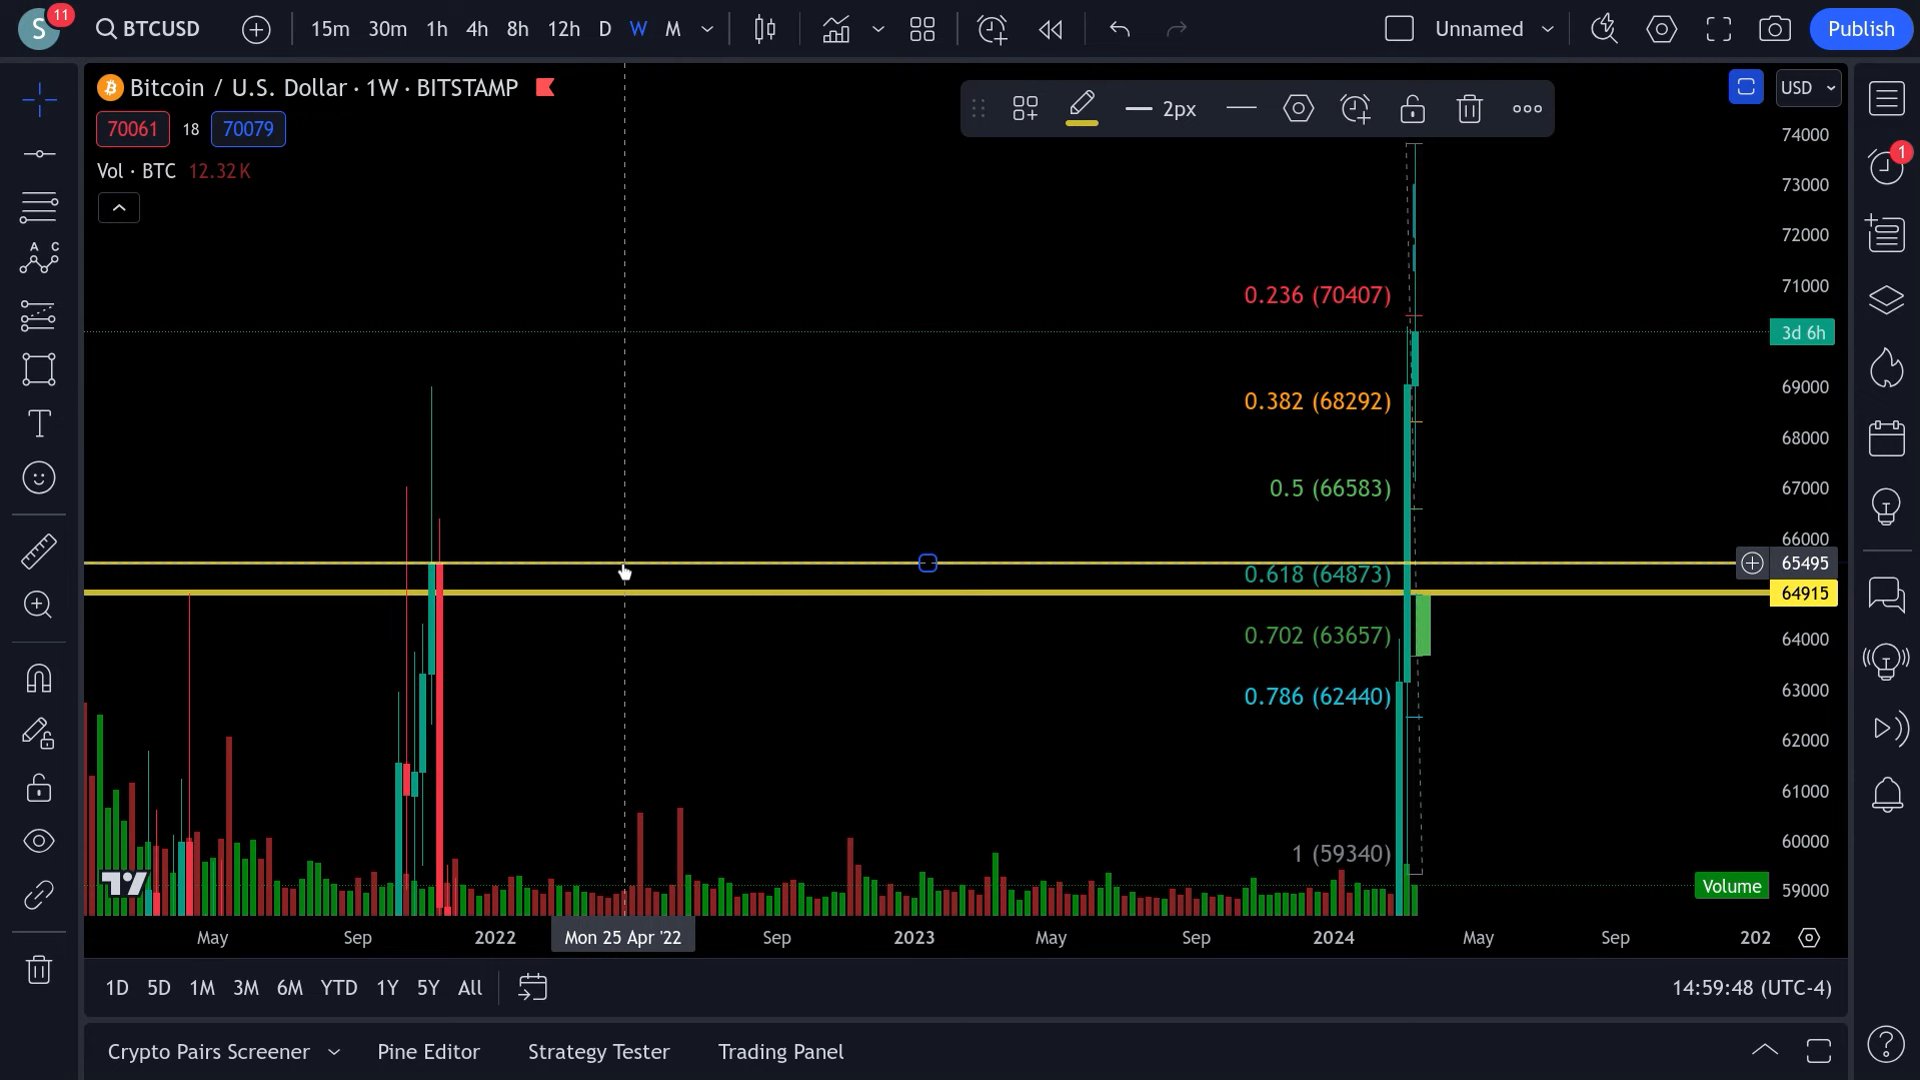 S 11 BTCUSD 15m 30m 1h 4h 8h 12h D W M Unnamed Publish
Bitcoin / U.S. Dollar · 1W · BITSTAMP
USD
70061 18 70079
2px
Vol · BTC 12.32 K
A C
1
74000
73000
72000
71000
0.236 (70407)
3d 6h
69000
0.382 (68292)
68000
0.5 (66583)
67000
66000
65495
0.618 (64873)
64915
0.702 (63657)
64000
0.786 (62440)
63000
62000
61000
60000
1 (59340)
Volume
59000
May Sep 2022 Mon 25 Apr '22 Sep 2023 May Sep 2024 May Sep 202
1D 5D 1M 3M 6M YTD 1Y 5Y All
14:59:48 (UTC-4)
Crypto Pairs Screener Pine Editor Strategy Tester Trading Panel